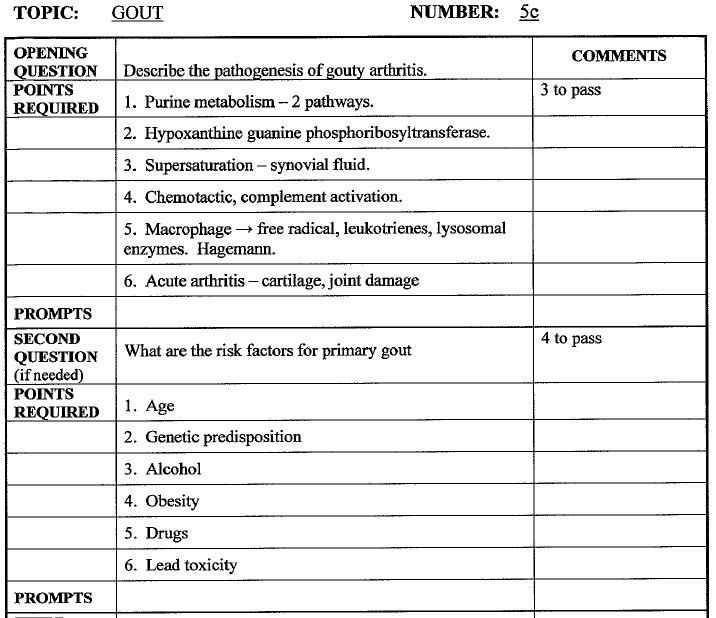 TOPIC: GOUT NUMBER: 5c
OPENING QUESTION
Describe the pathogenesis of gouty arthritis.
COMMENTS
POINTS REQUIRED
1. Purine metabolism – 2 pathways.
3 to pass
2. Hypoxanthine guanine phosphoribosyltransferase.
3. Supersaturation – synovial fluid.
4. Chemotactic, complement activation.
5. Macrophage → free radical, leukotrienes, lysosomal
enzymes. Hagemann.
6. Acute arthritis – cartilage, joint damage
PROMPTS
SECOND QUESTION (if needed)
What are the risk factors for primary gout
4 to pass
POINTS REQUIRED
1. Age
2. Genetic predisposition
3. Alcohol
4. Obesity
5. Drugs
6. Lead toxicity
PROMPTS